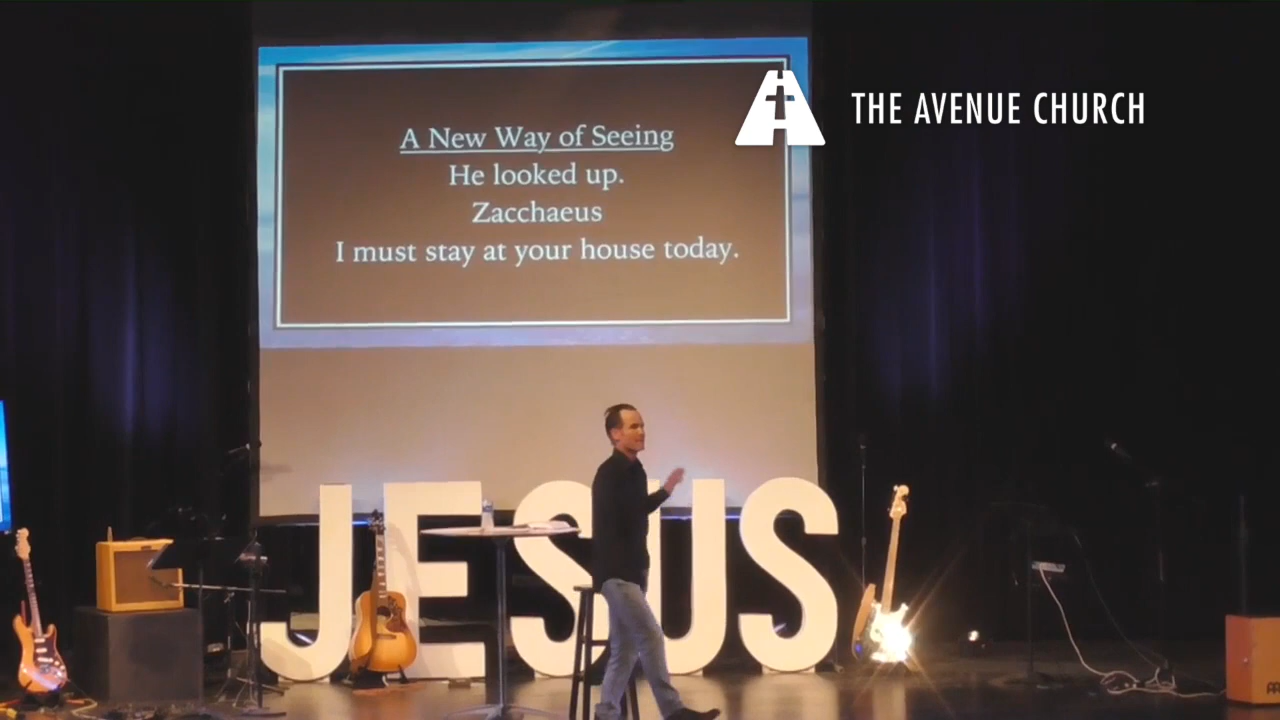 A New Way of Seeing
He looked up.
Zacchaeus
I must stay at your house today.
THE AVENUE CHURCH
JESUS